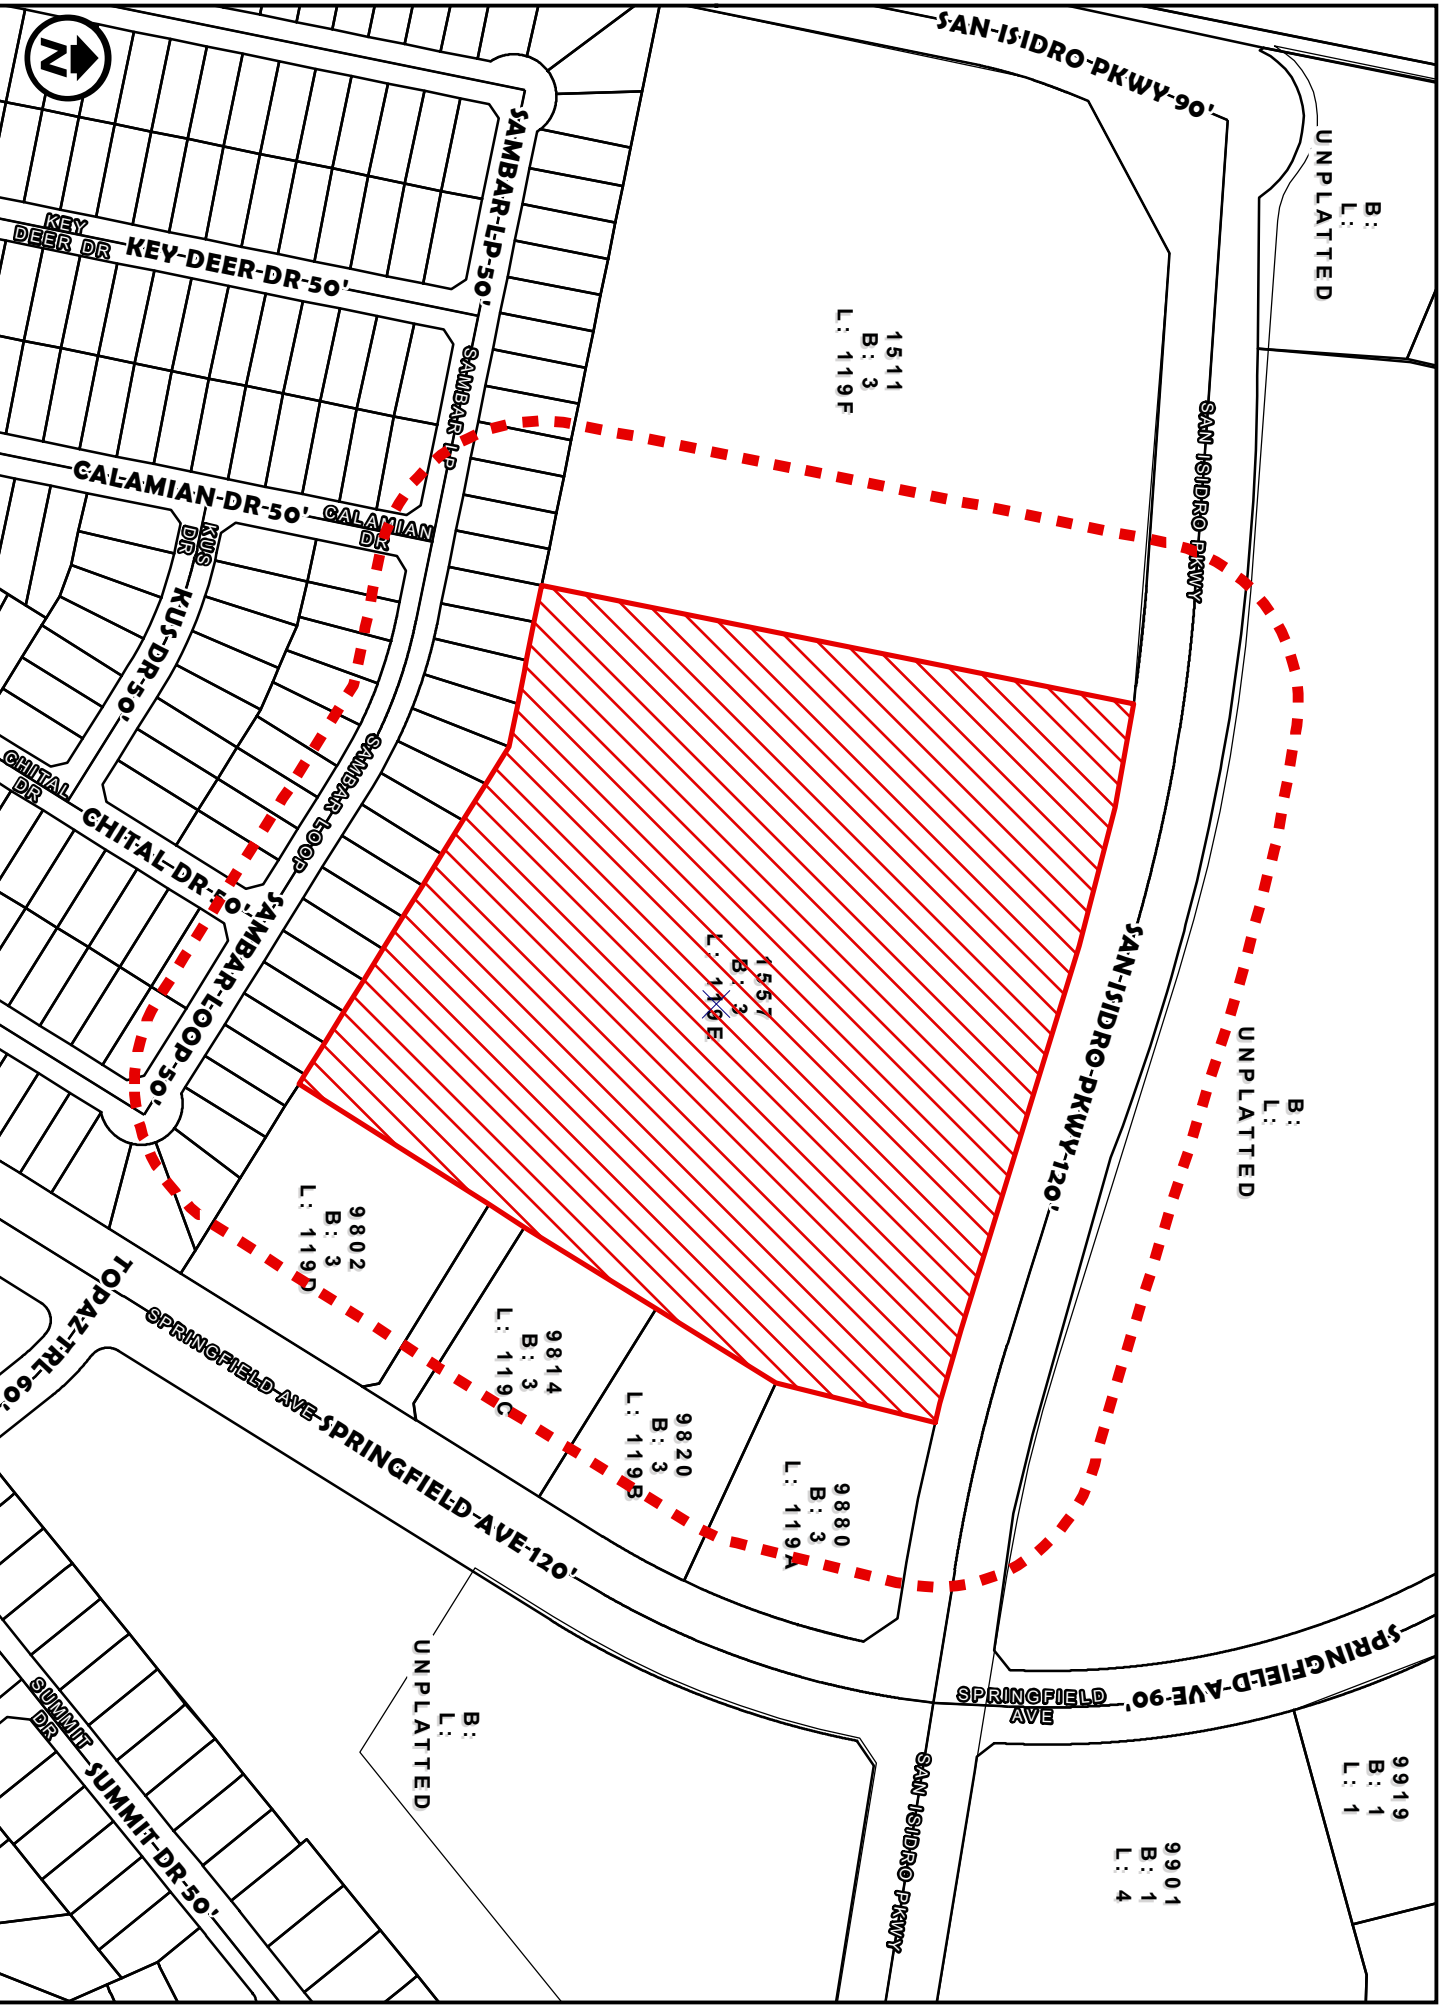 N
SAN-ISIDRO-PKWY-90'
B:
L:
UNPLATTED
SAMBAR-LP-50'
KEY
DEER DR
KEY-DEER-DR-50'
1511
B: 3
L: 119F
SAMBAR LP
SAN ISIDRO PKWY
CALAMIAN-DR-50'
CALAMIAN
DR
KUS
DR
KUS-DR-50'
SAMBAR LOOP
CHITAL
DR
CHITAL-DR-50'
SAMBAR-LOOP-50'
1557
B: 3
L: 119E
SAN-ISIDRO-PKWY-120'
B:
L:
UNPLATTED
9802
B: 3
L: 119D
TOPAZ-TRL-60'
SPRINGFIELD AVE
SPRINGFIELD-AVE-120'
9814
B: 3
L: 119C
9820
B: 3
L: 119B
9880
B: 3
L: 119A
SPRINGFIELD-AVE-90'
SPRINGFIELD
AVE
B:
L:
UNPLATTED
SUMMIT
DR
SUMMIT-DR-50'
SAN ISIDRO PKWY
9919
B: 1
L: 1
9901
B: 1
L: 4